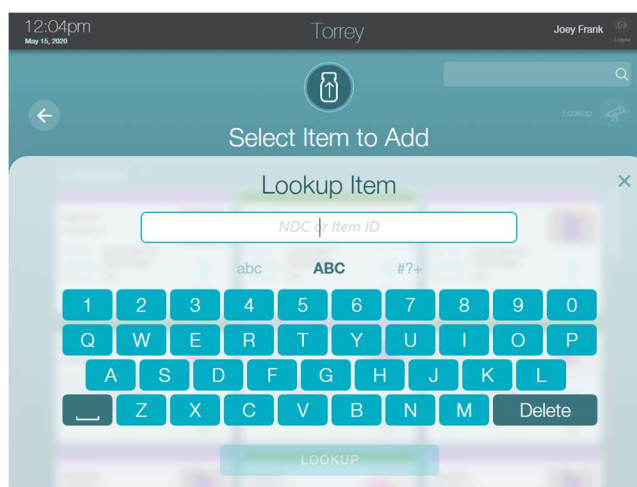 12:04pm
May 15, 2020
Torrey
Joey Frank
Logout
Lookup
Select Item to Add
Lookup Item
NDC or Item ID
abc ABC #?+
1 2 3 4 5 6 7 8 9 0
Q W E R T Y U I O P
A S D F G H J K L
Z X C V B N M Delete
LOOKUP